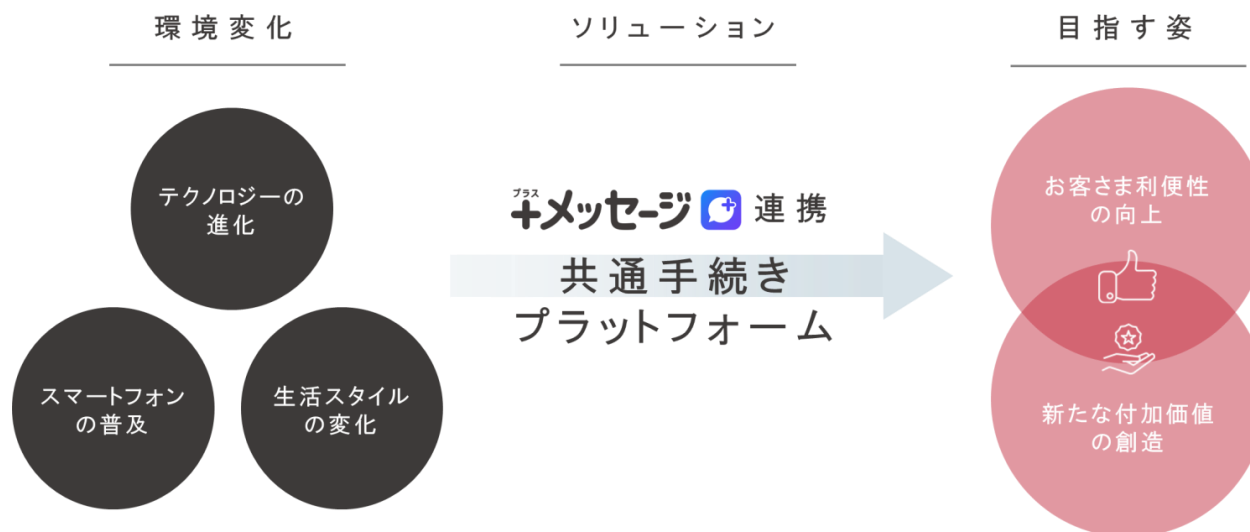 環境変化
ソリューション
目指す姿
テクノロジーの
進化
スマートフォン
の普及
生活スタイル
の変化
プラス
+メッセージ 連携
共通手続き
プラットフォーム
お客さま利便性
の向上
新たな付加価値
の創造